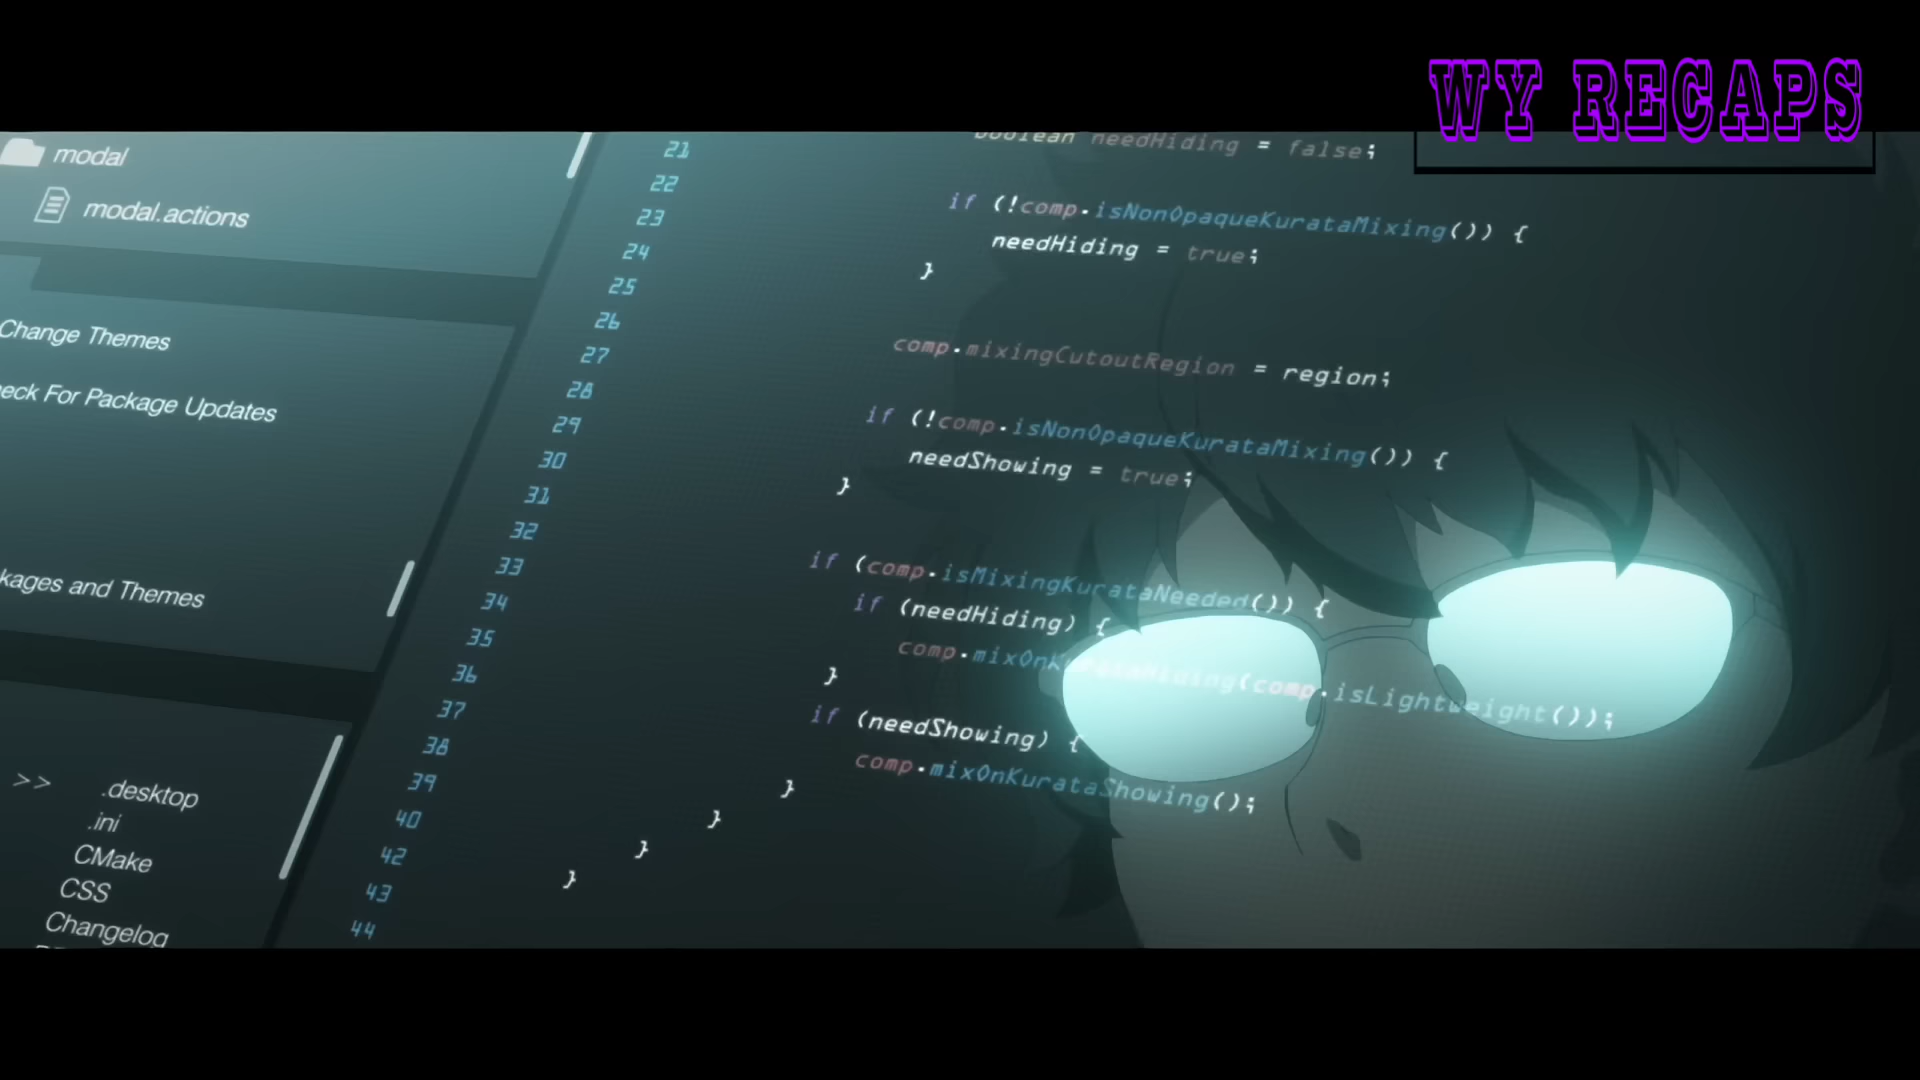 WY RECAPS
modal
modal.actions
Change Themes
eck For Package Updates
kages and Themes
>> .desktop
.ini
CMake
CSS
Changelog
21
22
23
24
25
26
27
28
29
30
31
32
33
34
35
36
37
38
39
40
42
43
44
boolean needHiding = false;
if (!comp.isNonOpaqueKurataMixing()) {
needHiding = true;
}
comp.mixingCutoutRegion = region;
if (!comp.isNonOpaqueKurataMixing()) {
needShowing = true;
}
if (comp.isMixingKurataNeeded()) {
if (needHiding) {
comp.mixOnKurataHiding(comp.isLightweight());
}
if (needShowing) {
comp.mixOnKurataShowing();
}
}
}
}